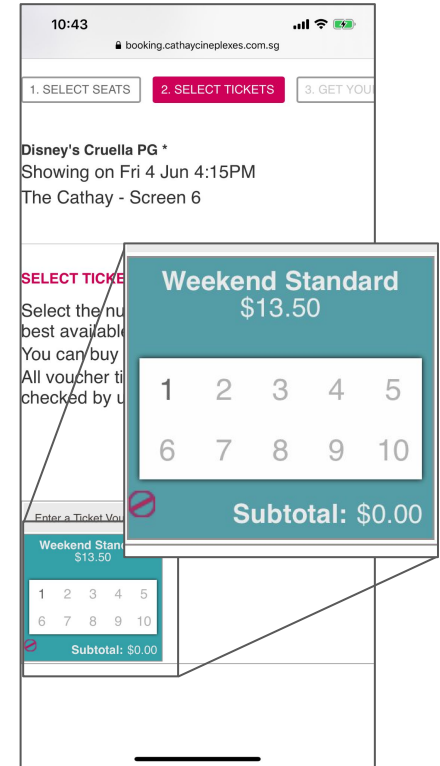 10:43
booking.cathaycineplexes.com.sg
1. SELECT SEATS
2. SELECT TICKETS
3. GET YOU
Disney's Cruella PG *
Showing on Fri 4 Jun 4:15PM
The Cathay - Screen 6
SELECT TICKE
Select the nu
best available
You can buy
All voucher ti
checked by u
Weekend Standard
$13.50
1 2 3 4 5
6 7 8 9 10
Subtotal: $0.00
Enter a Ticket Vou
Weekend Stan
$13.50
1 2 3 4 5
6 7 8 9 10
Subtotal: $0.00